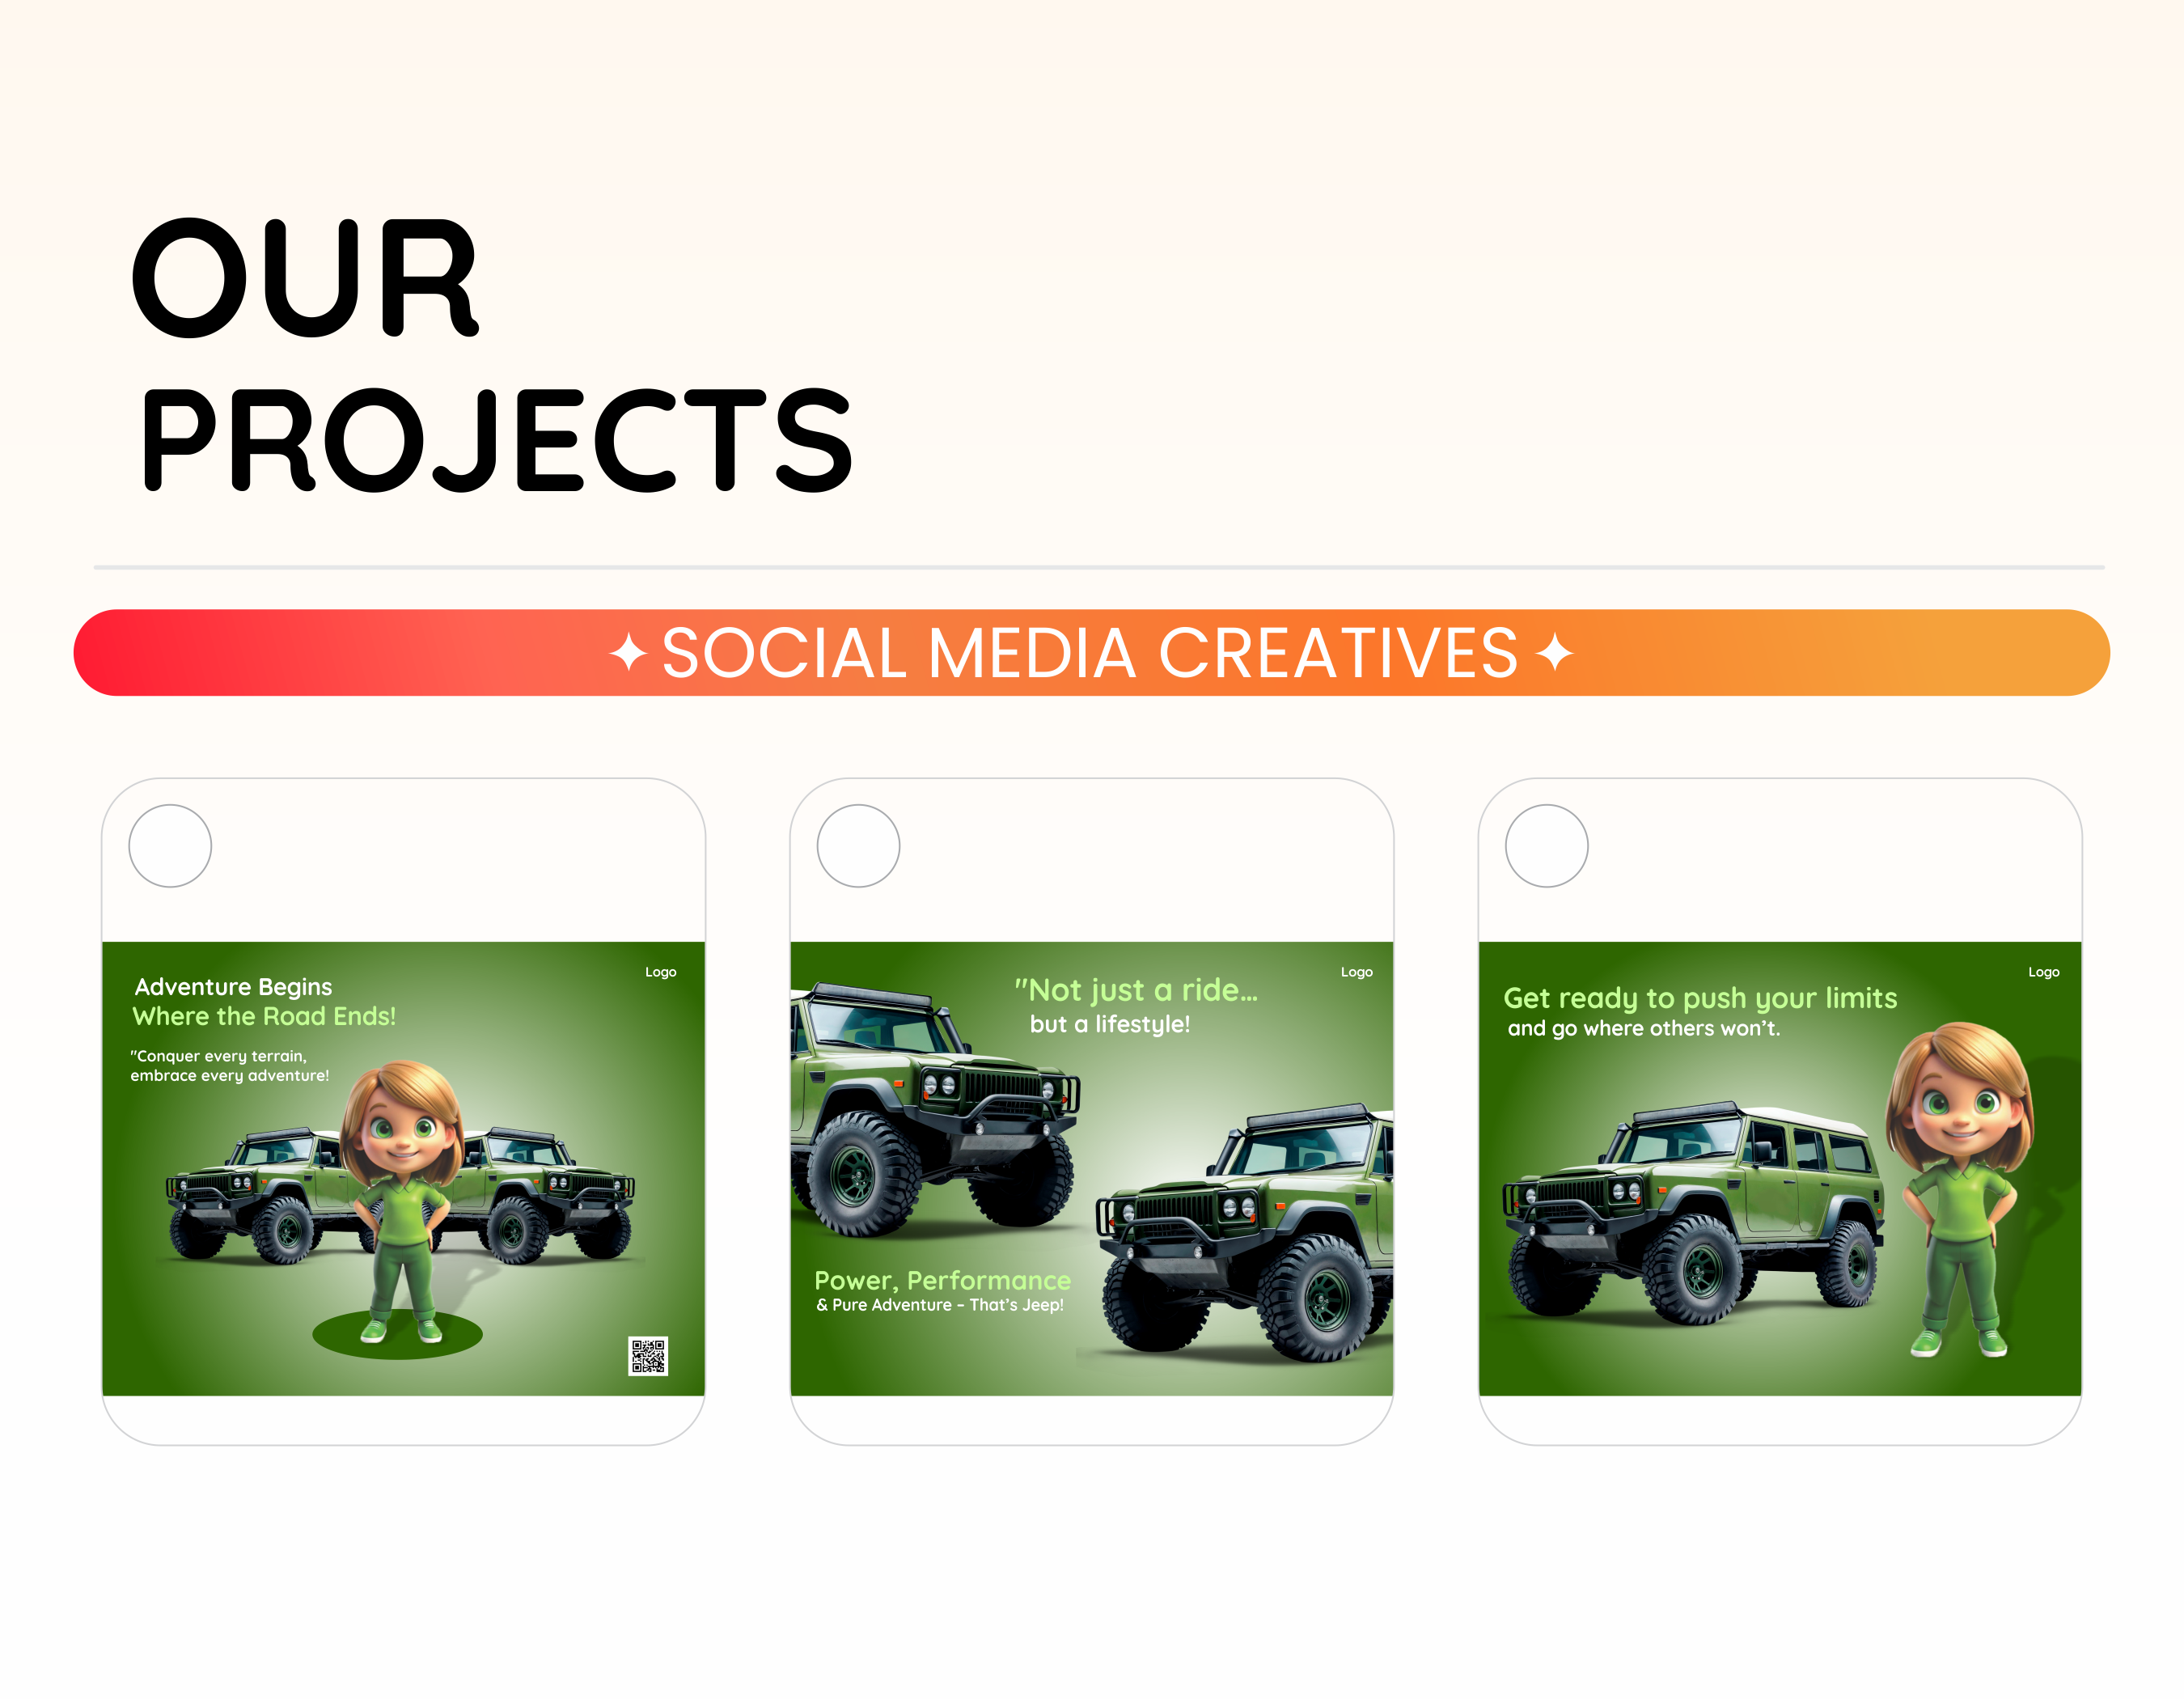 OUR
PROJECTS
✦SOCIAL MEDIA CREATIVES✦
Logo
Adventure Begins
Where the Road Ends!
"Conquer every terrain,
embrace every adventure!
Logo
"Not just a ride...
but a lifestyle!
Power, Performance
& Pure Adventure – That's Jeep!
Logo
Get ready to push your limits
and go where others won't.